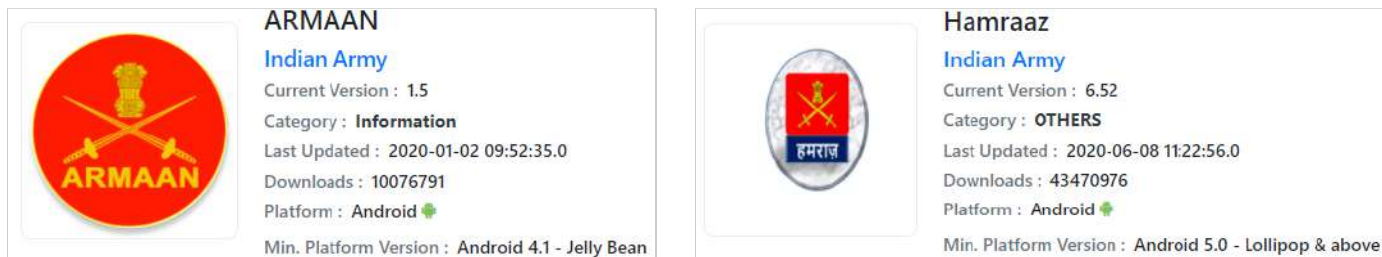 ARMAAN
ARMAAN
Indian Army
Current Version : 1.5
Category : Information
Last Updated : 2020-01-02 09:52:35.0
Downloads : 10076791
Platform : Android
Min. Platform Version : Android 4.1 - Jelly Bean
हमराज़
Hamraaz
Indian Army
Current Version : 6.52
Category : OTHERS
Last Updated : 2020-06-08 11:22:56.0
Downloads : 43470976
Platform : Android
Min. Platform Version : Android 5.0 - Lollipop & above